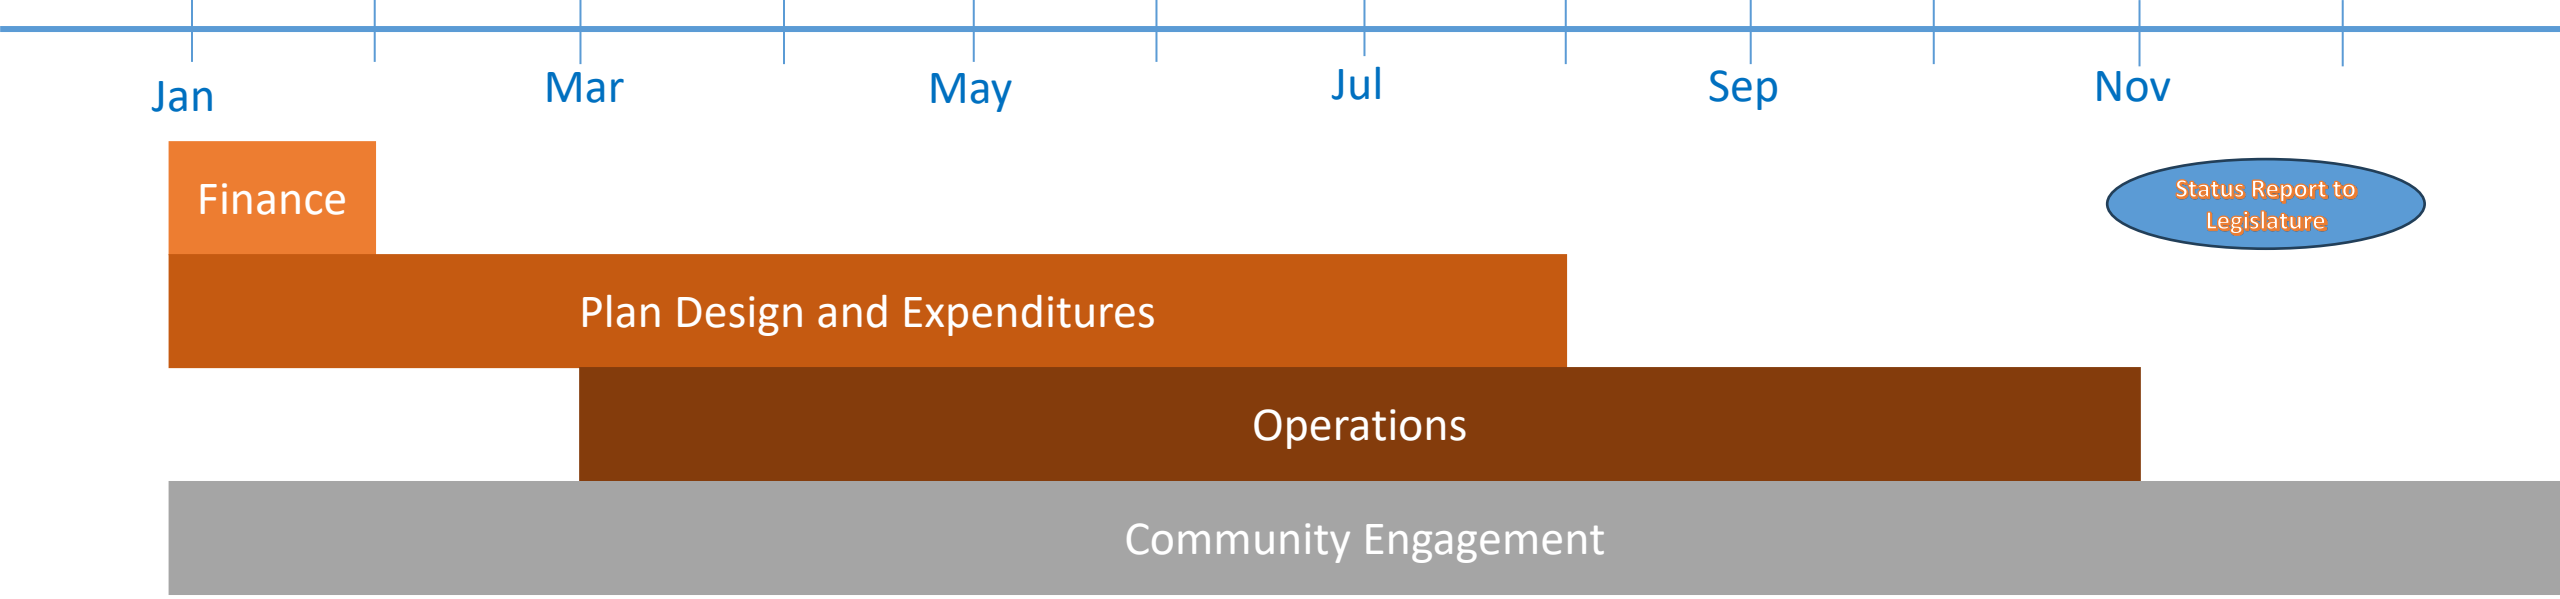 Jan
Mar
May
Jul
Sep
Nov
Finance
Status Report to
Legislature
Plan Design and Expenditures
Operations
Community Engagement